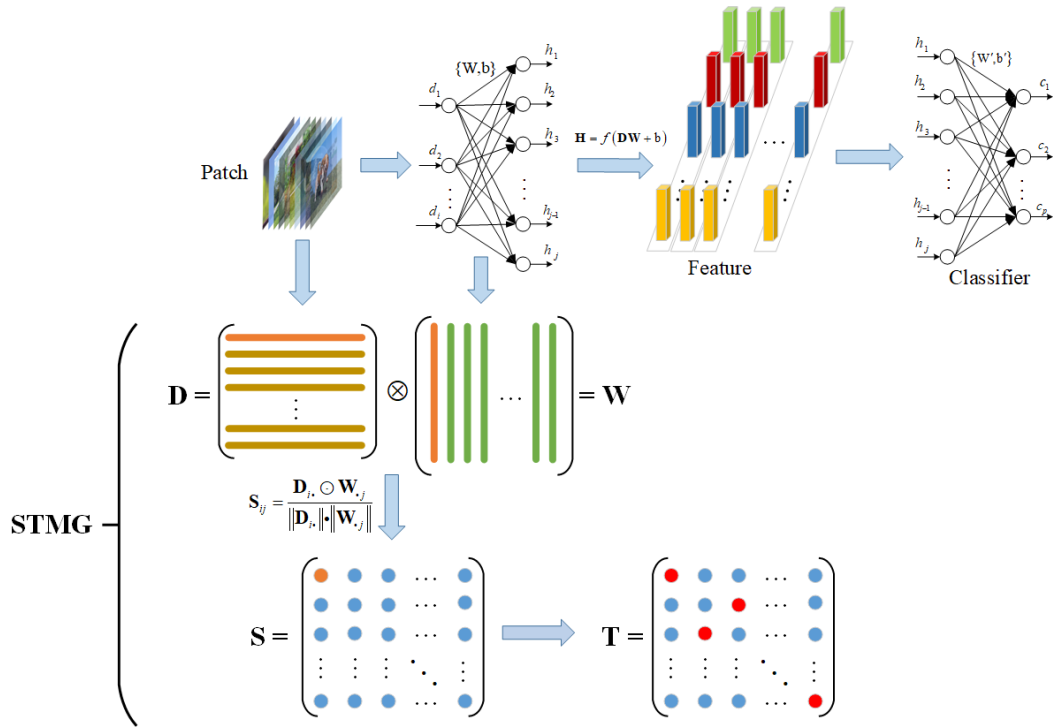 Patch
d₁
d₂
⋮
dᵢ
{W,b}
h₁
h₂
h₃
⋮
hⱼ₋₁
hⱼ
H = f(DW + b)
⋯
Feature
h₁
h₂
h₃
⋮
hⱼ₋₁
hⱼ
{W',b'}
c₁
c₂
⋮
cₚ
Classifier
STMG
D = ⊗ = W
Sᵢⱼ = (Dᵢ. ⊙ W.ⱼ) / (‖Dᵢ.‖•‖W.ⱼ‖)
S =
T =